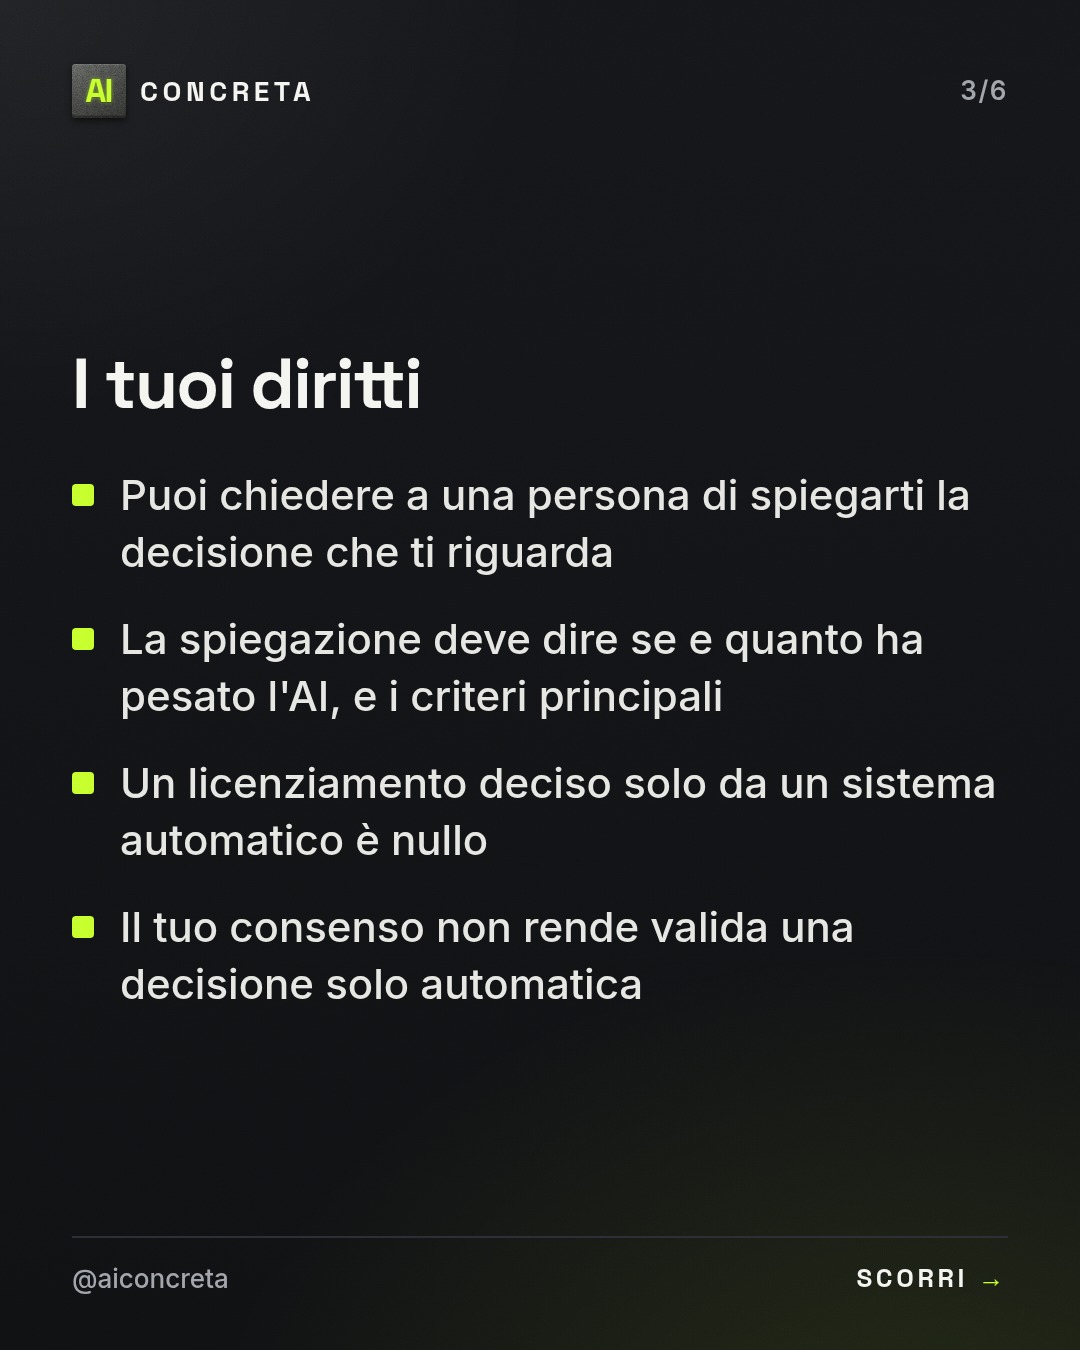 AI CONCRETA
3/6
I tuoi diritti
Puoi chiedere a una persona di spiegarti la
decisione che ti riguarda
La spiegazione deve dire se e quanto ha
pesato l'AI, e i criteri principali
Un licenziamento deciso solo da un sistema
automatico è nullo
Il tuo consenso non rende valida una
decisione solo automatica
@aiconcreta
SCORRI →